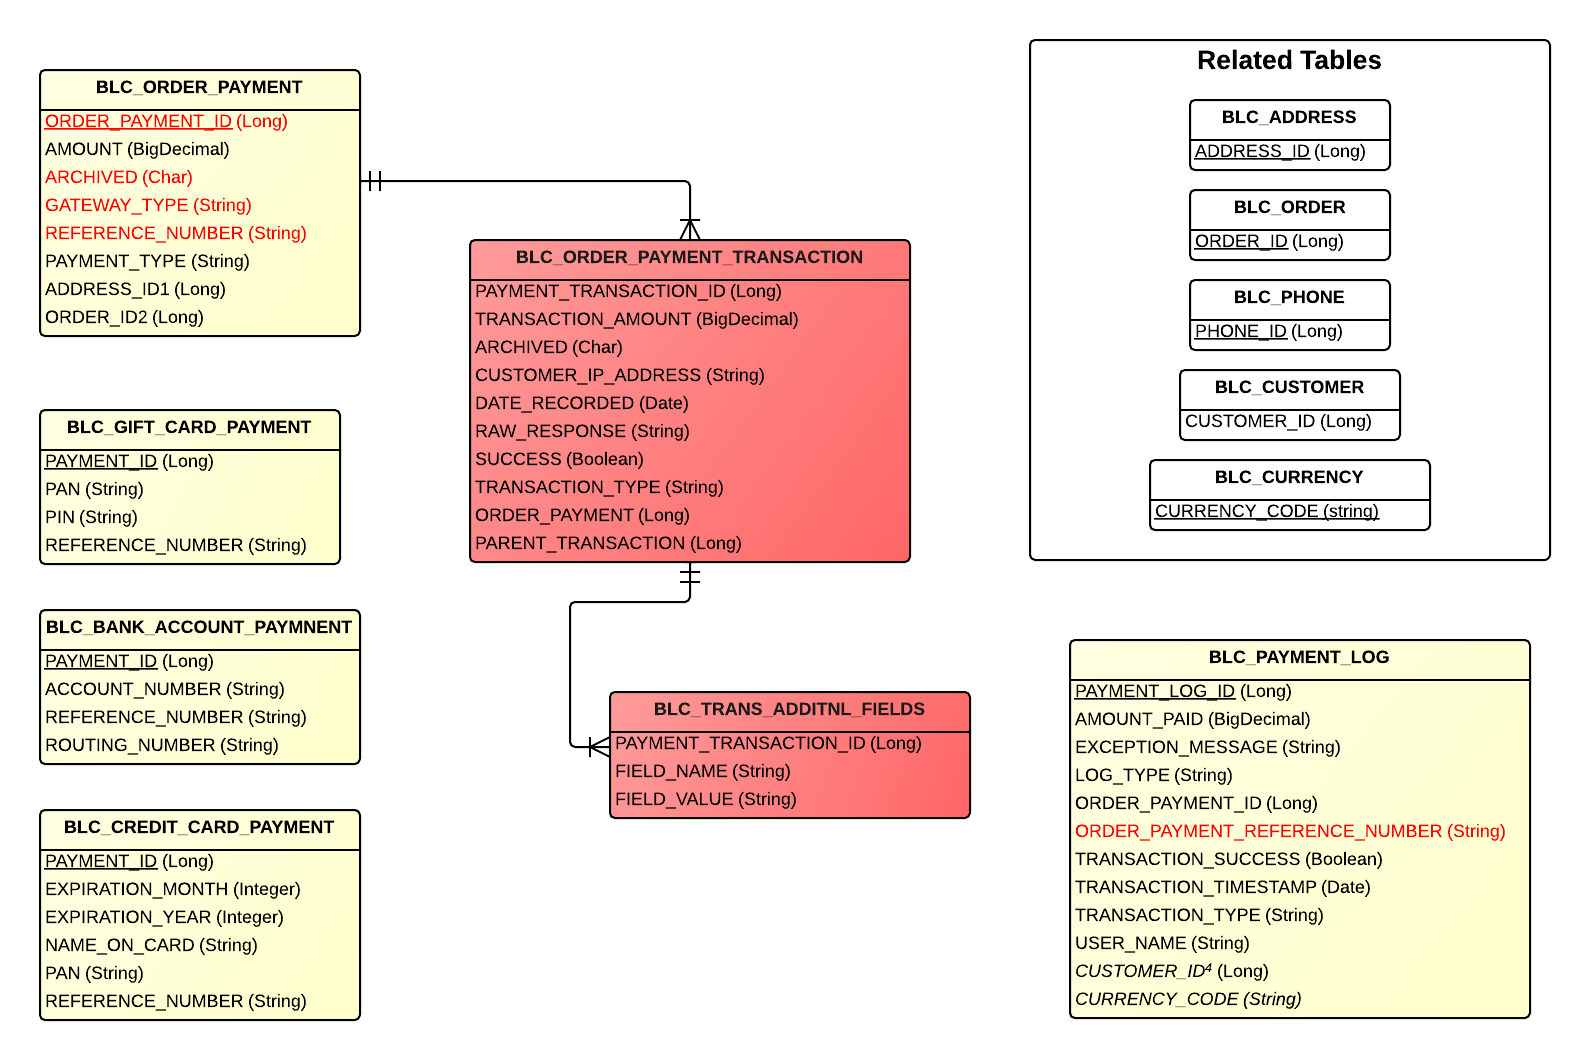 BLC_ORDER_PAYMENT
ORDER_PAYMENT_ID (Long)
AMOUNT (BigDecimal)
ARCHIVED (Char)
GATEWAY_TYPE (String)
REFERENCE_NUMBER (String)
PAYMENT_TYPE (String)
ADDRESS_ID1 (Long)
ORDER_ID2 (Long)
BLC_GIFT_CARD_PAYMENT
PAYMENT_ID (Long)
PAN (String)
PIN (String)
REFERENCE_NUMBER (String)
BLC_BANK_ACCOUNT_PAYMNENT
PAYMENT_ID (Long)
ACCOUNT_NUMBER (String)
REFERENCE_NUMBER (String)
ROUTING_NUMBER (String)
BLC_CREDIT_CARD_PAYMENT
PAYMENT_ID (Long)
EXPIRATION_MONTH (Integer)
EXPIRATION_YEAR (Integer)
NAME_ON_CARD (String)
PAN (String)
REFERENCE_NUMBER (String)
BLC_ORDER_PAYMENT_TRANSACTION
PAYMENT_TRANSACTION_ID (Long)
TRANSACTION_AMOUNT (BigDecimal)
ARCHIVED (Char)
CUSTOMER_IP_ADDRESS (String)
DATE_RECORDED (Date)
RAW_RESPONSE (String)
SUCCESS (Boolean)
TRANSACTION_TYPE (String)
ORDER_PAYMENT (Long)
PARENT_TRANSACTION (Long)
BLC_TRANS_ADDITNL_FIELDS
PAYMENT_TRANSACTION_ID (Long)
FIELD_NAME (String)
FIELD_VALUE (String)
Related Tables
BLC_ADDRESS
ADDRESS_ID (Long)
BLC_ORDER
ORDER_ID (Long)
BLC_PHONE
PHONE_ID (Long)
BLC_CUSTOMER
CUSTOMER_ID (Long)
BLC_CURRENCY
CURRENCY_CODE (string)
BLC_PAYMENT_LOG
PAYMENT_LOG_ID (Long)
AMOUNT_PAID (BigDecimal)
EXCEPTION_MESSAGE (String)
LOG_TYPE (String)
ORDER_PAYMENT_ID (Long)
ORDER_PAYMENT_REFERENCE_NUMBER (String)
TRANSACTION_SUCCESS (Boolean)
TRANSACTION_TIMESTAMP (Date)
TRANSACTION_TYPE (String)
USER_NAME (String)
CUSTOMER_ID⁴ (Long)
CURRENCY_CODE (String)